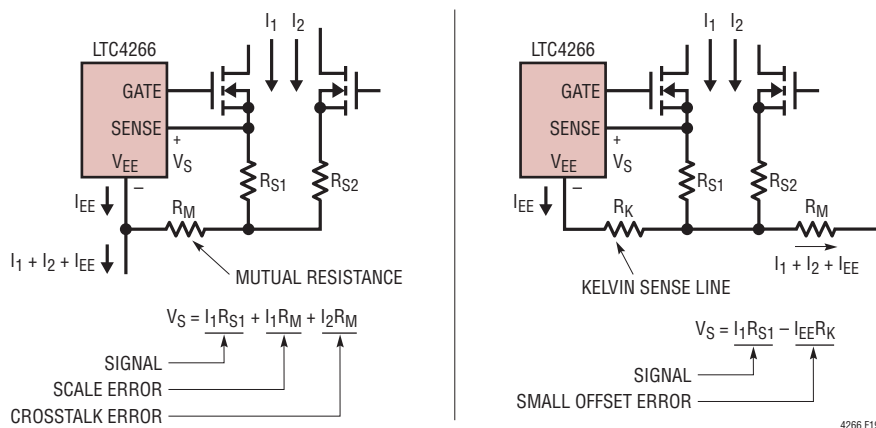 I1 I2
LTC4266
GATE
SENSE
+
VS
VEE
–
RS1
RS2
IEE
RM
I1 + I2 + IEE
MUTUAL RESISTANCE
VS = I1RS1 + I1RM + I2RM
SIGNAL
SCALE ERROR
CROSSTALK ERROR
I1 I2
LTC4266
GATE
SENSE
+
VS
VEE
–
RS1
RS2
IEE
RK
RM
I1 + I2 + IEE
KELVIN SENSE LINE
VS = I1RS1 – IEERK
SIGNAL
SMALL OFFSET ERROR
4266 F19